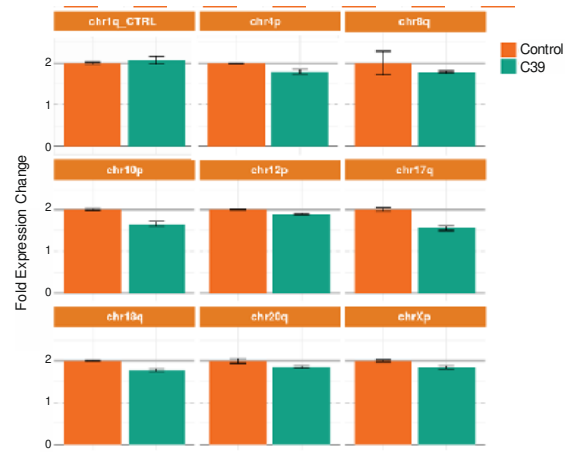 chr1q_CTRL chr4p chr8q
2
1
0
Control
C39
Fold Expression Change
chr10p chr12p chr17q
2
1
0
chr18q chr20q chrXp
2
1
0